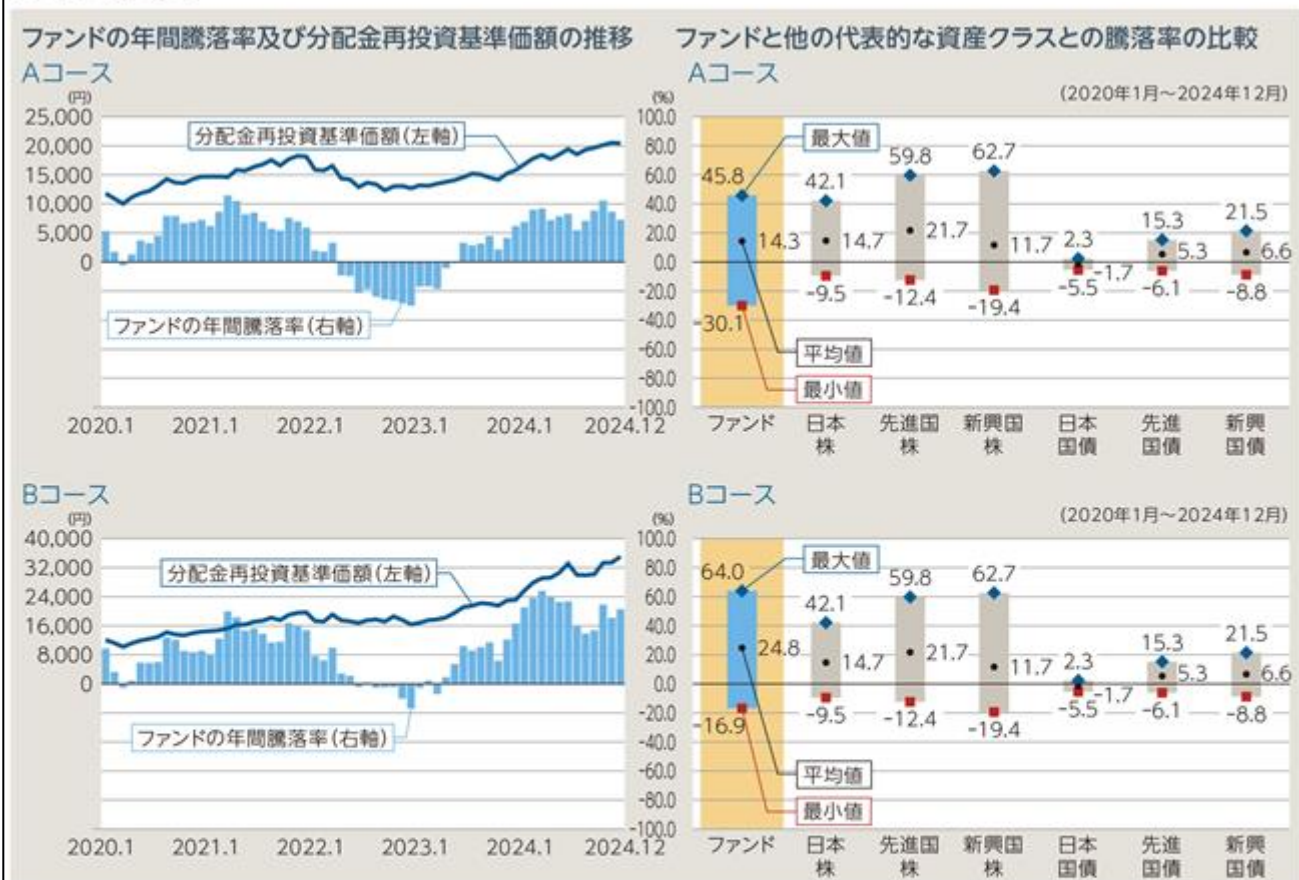 ファンドの年間騰落率及び分配金再投資基準価額の推移
Aコース
(円)
(%)
25,000
20,000
15,000
10,000
5,000
0
100.0
80.0
60.0
40.0
20.0
0.0
-20.0
-40.0
-60.0
-80.0
-100.0
分配金再投資基準価額(左軸)
ファンドの年間騰落率(右軸)
2020.1 2021.1 2022.1 2023.1 2024.1 2024.12
ファンドと他の代表的な資産クラスとの騰落率の比較
Aコース
(2020年1月~2024年12月)
最大値
45.8 42.1 59.8 62.7 2.3 15.3 21.5
14.3 14.7 21.7 11.7 -1.7 5.3 6.6
-30.1 -9.5 -12.4 -19.4 -5.5 -6.1 -8.8
平均値
最小値
ファンド 日本株 先進国株 新興国株 日本国債 先進国債 新興国債
Bコース
(円)
(%)
40,000
32,000
24,000
16,000
8,000
0
100.0
80.0
60.0
40.0
20.0
0.0
-20.0
-40.0
-60.0
-80.0
-100.0
分配金再投資基準価額(左軸)
ファンドの年間騰落率(右軸)
2020.1 2021.1 2022.1 2023.1 2024.1 2024.12
Bコース
(2020年1月~2024年12月)
最大値
64.0 42.1 59.8 62.7 2.3 15.3 21.5
24.8 14.7 21.7 11.7 -1.7 5.3 6.6
-16.9 -9.5 -12.4 -19.4 -5.5 -6.1 -8.8
平均値
最小値
ファンド 日本株 先進国株 新興国株 日本国債 先進国債 新興国債